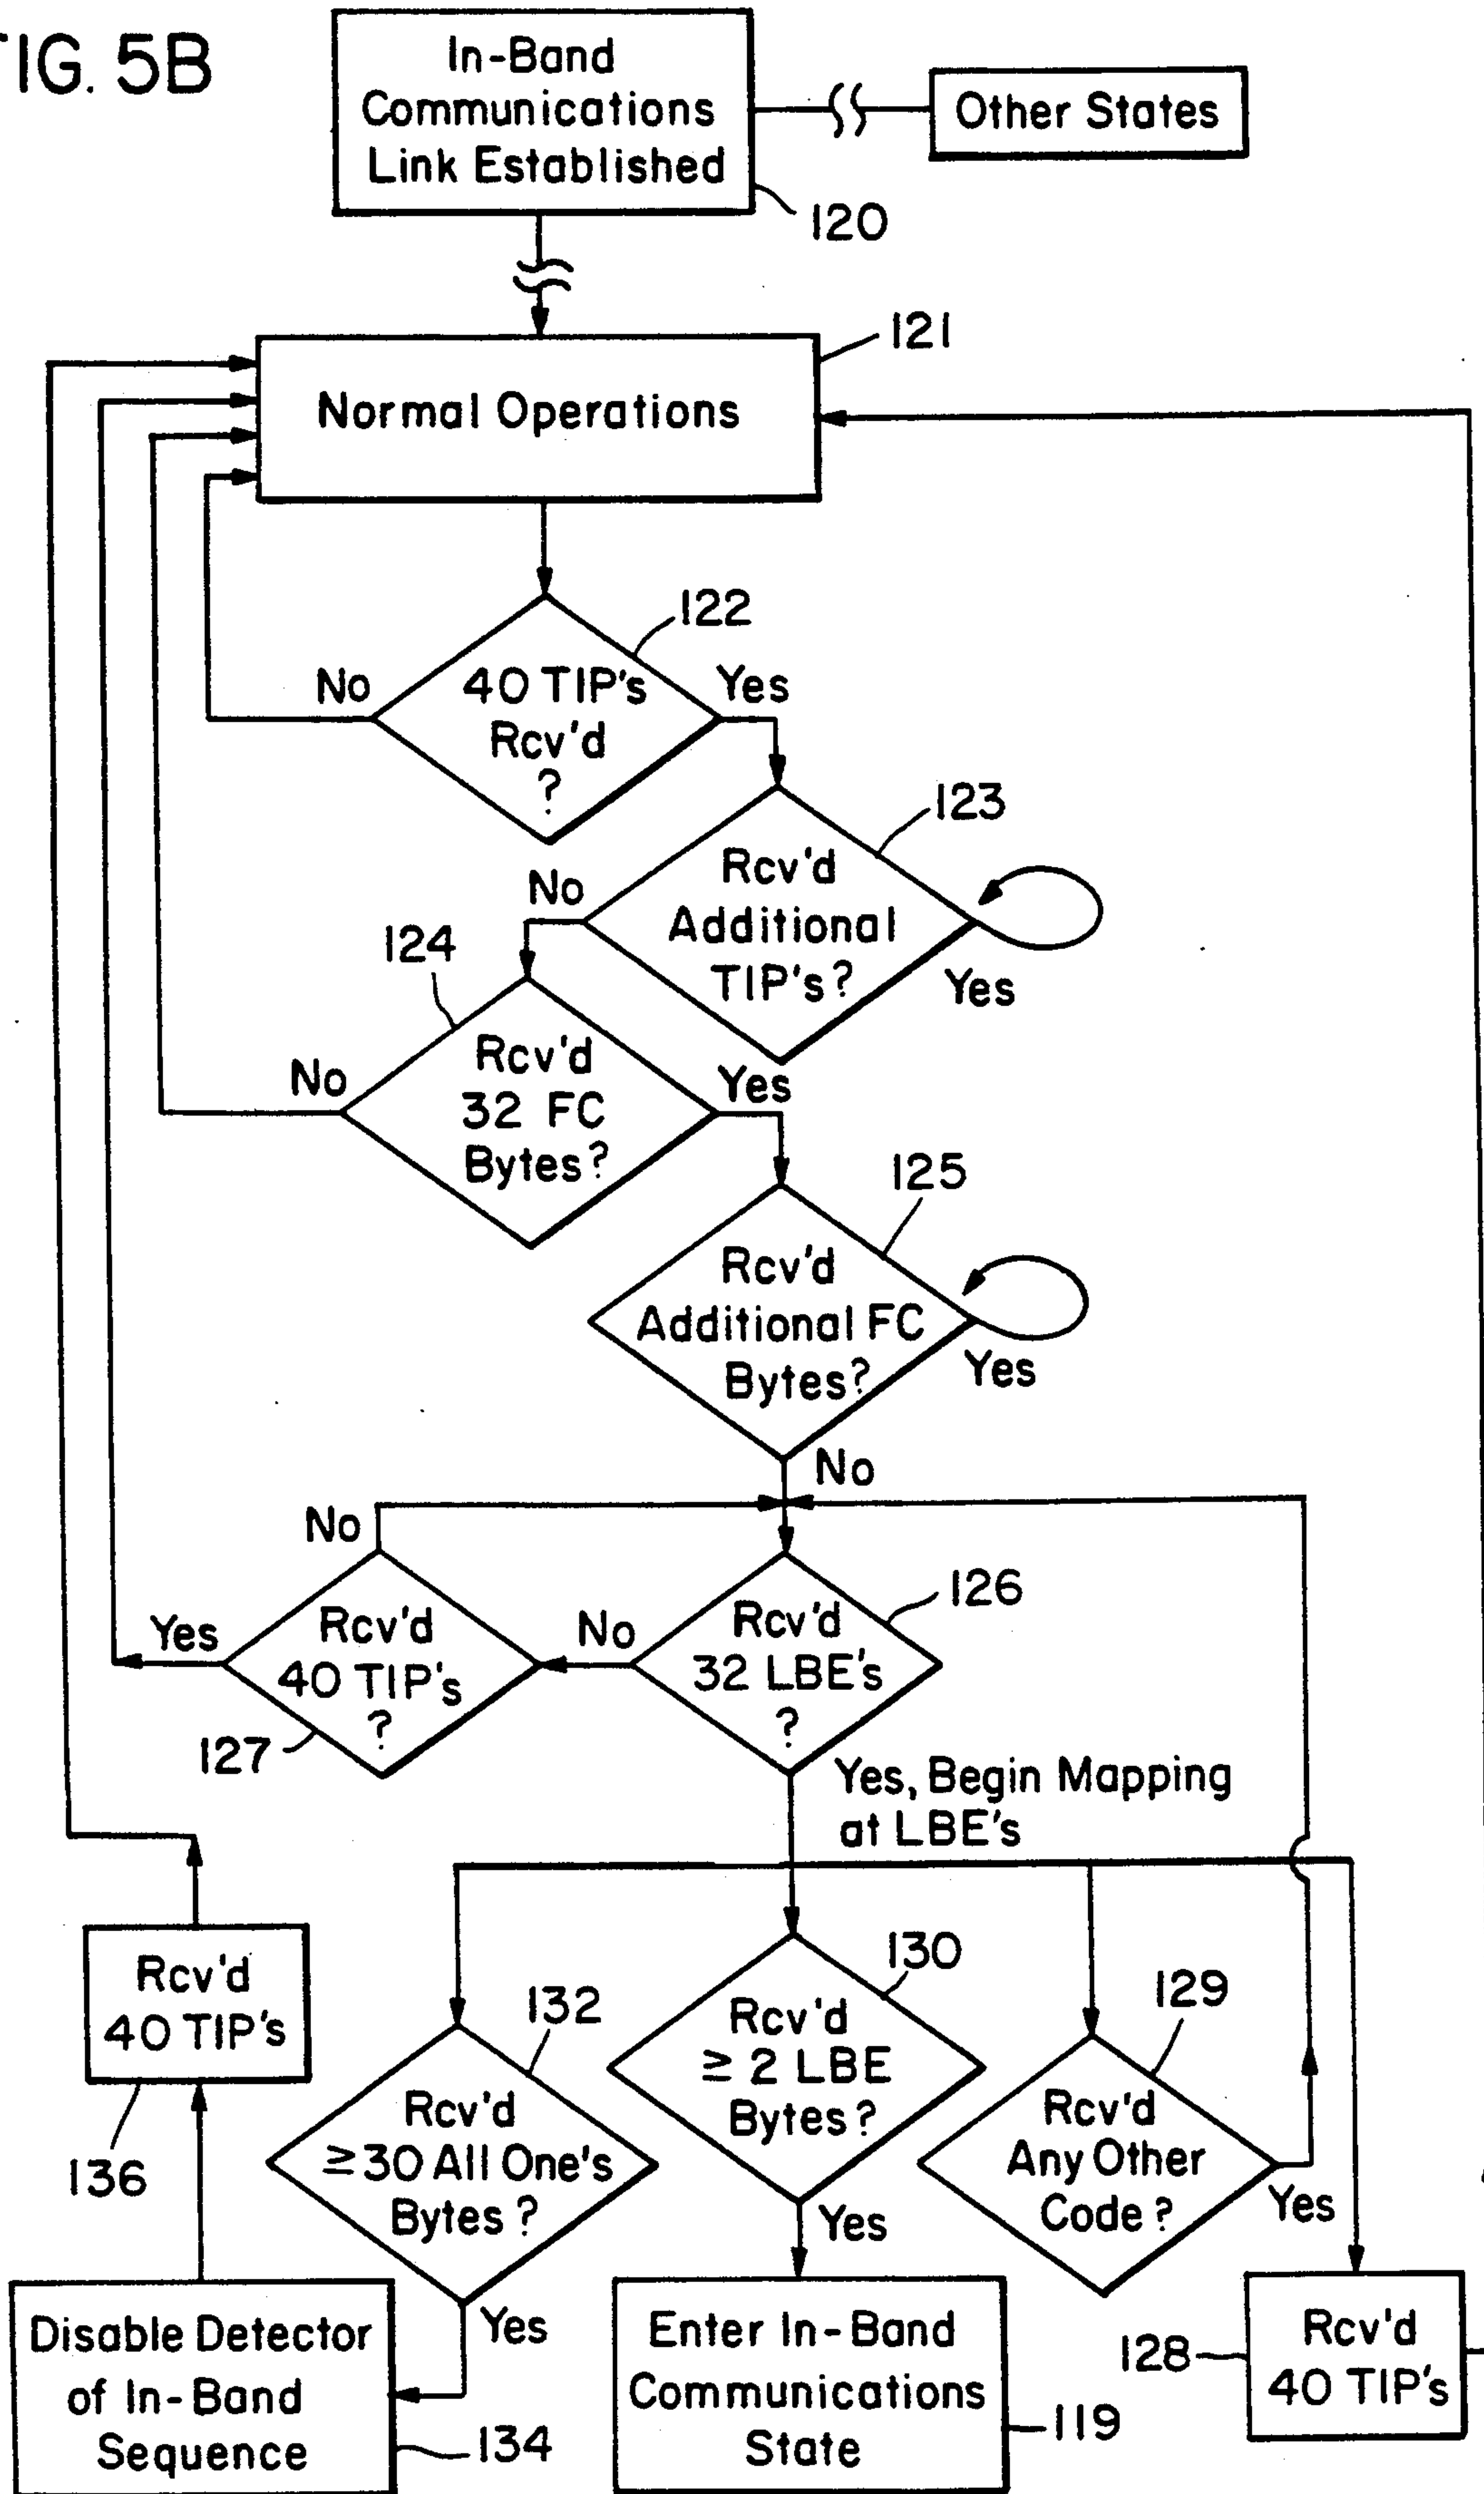 FIG. 5B
In-Band
Communications
Link Established
Other States
120
121
Normal Operations
122
40 TIP's
Rcv'd
?
No
Yes
123
Rcv'd
Additional
TIP's?
No
Yes
124
Rcv'd
32 FC
Bytes?
No
Yes
125
Rcv'd
Additional FC
Bytes?
Yes
No
No
126
Rcv'd
32 LBE's
?
No
Rcv'd
40 TIP's
?
Yes
127
Yes, Begin Mapping
at LBE's
Rcv'd
40 TIP's
136
132
Rcv'd
≥30 All One's
Bytes?
Yes
130
Rcv'd
≥ 2 LBE
Bytes?
Yes
129
Rcv'd
Any Other
Code?
Yes
Disable Detector
of In-Band
Sequence
134
Enter In-Band
Communications
State
119
128
Rcv'd
40 TIP's